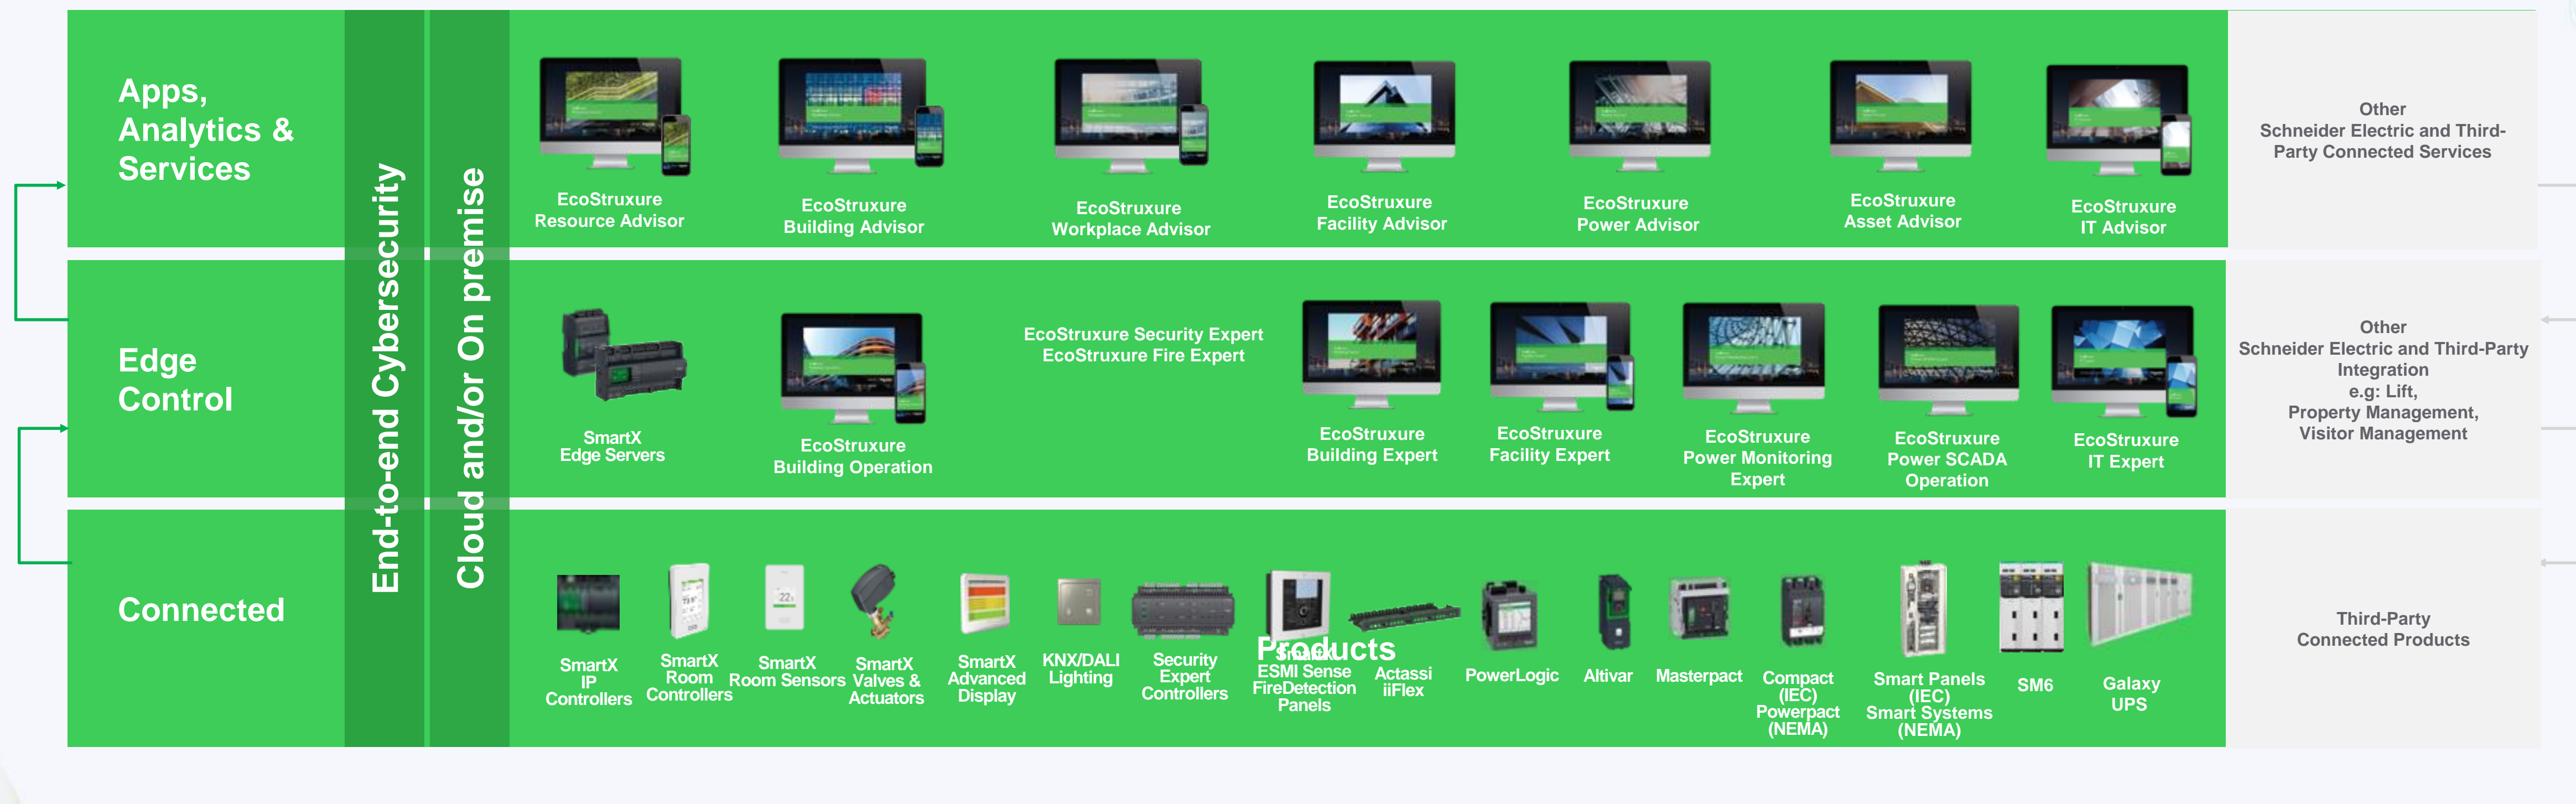 Apps,
Analytics &
Services
End-to-end Cybersecurity
Cloud and/or On premise
EcoStruxure
Resource Advisor
EcoStruxure
Building Advisor
EcoStruxure
Workplace Advisor
EcoStruxure
Facility Advisor
EcoStruxure
Power Advisor
EcoStruxure
Asset Advisor
EcoStruxure
IT Advisor
Other
Schneider Electric and Third-
Party Connected Services
Edge
Control
SmartX
Edge Servers
EcoStruxure
Building Operation
EcoStruxure Security Expert
EcoStruxure Fire Expert
EcoStruxure
Building Expert
EcoStruxure
Facility Expert
EcoStruxure
Power Monitoring
Expert
EcoStruxure
Power SCADA
Operation
EcoStruxure
IT Expert
Other
Schneider Electric and Third-Party
Integration
e.g: Lift,
Property Management,
Visitor Management
Connected
Products
SmartX
IP
Controllers
SmartX
Room
Controllers
SmartX
Room Sensors
SmartX
Valves &
Actuators
SmartX
Advanced
Display
KNX/DALI
Lighting
Security
Expert
Controllers
ESMI Sense
FireDetection
Panels
Actassi
iiFlex
PowerLogic
Altivar
Masterpact
Compact
(IEC)
Powerpact
(NEMA)
Smart Panels
(IEC)
Smart Systems
(NEMA)
SM6
Galaxy
UPS
Third-Party
Connected Products